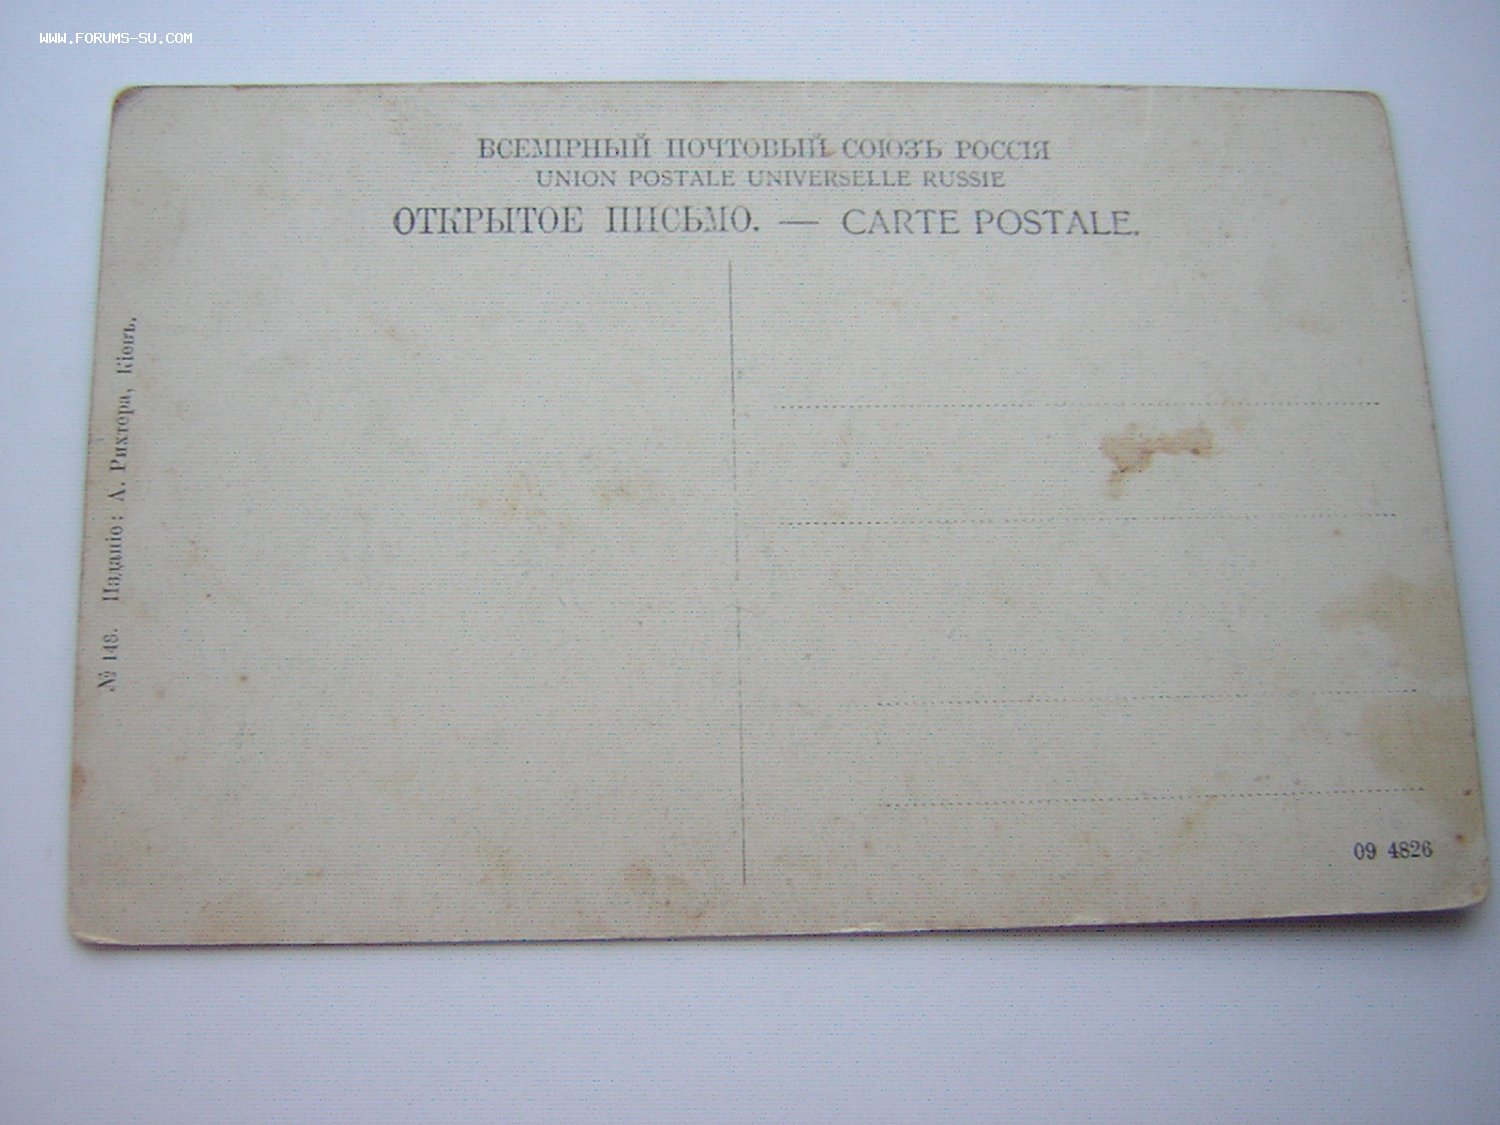 WWW.FORUMS-SU.COM
ВСЕМІРНЫЙ ПОЧТОВЫЙ СОЮЗЪ РОССІЯ
UNION POSTALE UNIVERSELLE RUSSIE
ОТКРЫТОЕ ПИСЬМО. — CARTE POSTALE.
№ 148. Изданіе: А. Рихтера, Кіевъ.
09 4826